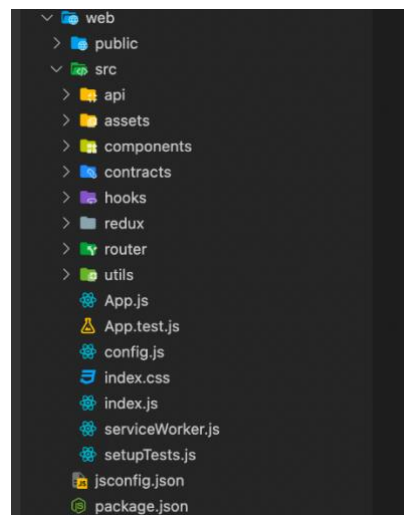 web
public
src
api
assets
components
contracts
hooks
redux
router
utils
App.js
App.test.js
config.js
index.css
index.js
serviceWorker.js
setupTests.js
jsconfig.json
package.json